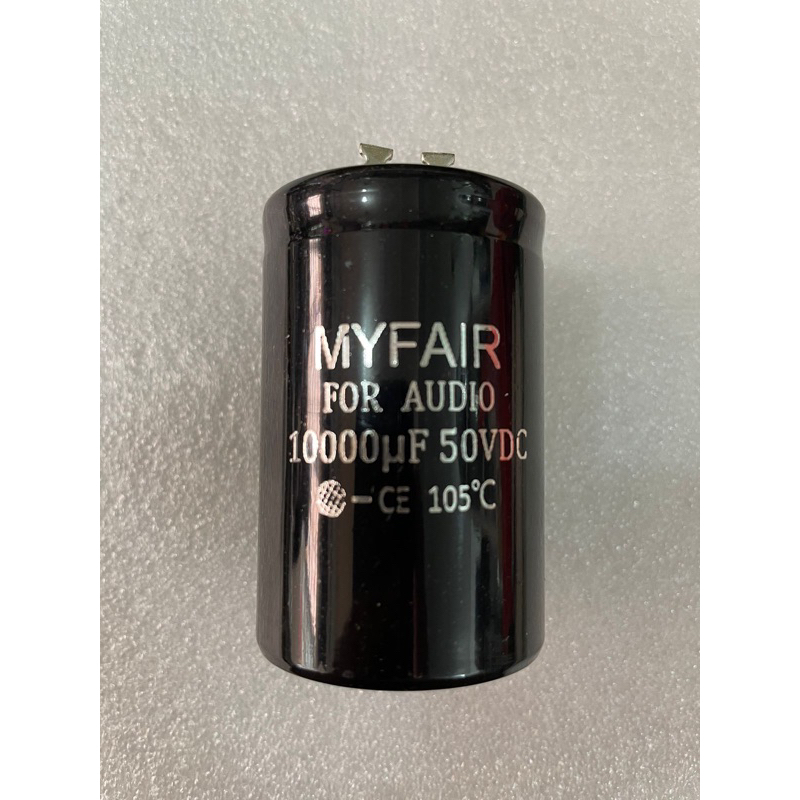 MYFAIR
FOR AUDIO
10000µF 50VDC
- CE 105℃